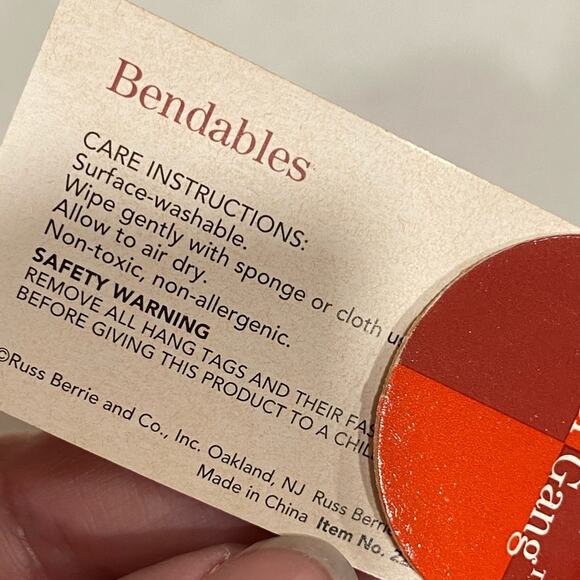 Bendables
CARE INSTRUCTIONS:
Surface-washable.
Wipe gently with sponge or cloth
Allow to air dry.
Non-toxic, non-allergenic.
SAFETY WARNING
REMOVE ALL HANG TAGS AND THEIR
BEFORE GIVING THIS PRODUCT TO A
©Russ Berrie and Co., Inc. Oakland, NJ Russ
Made in China Item No.
Gang